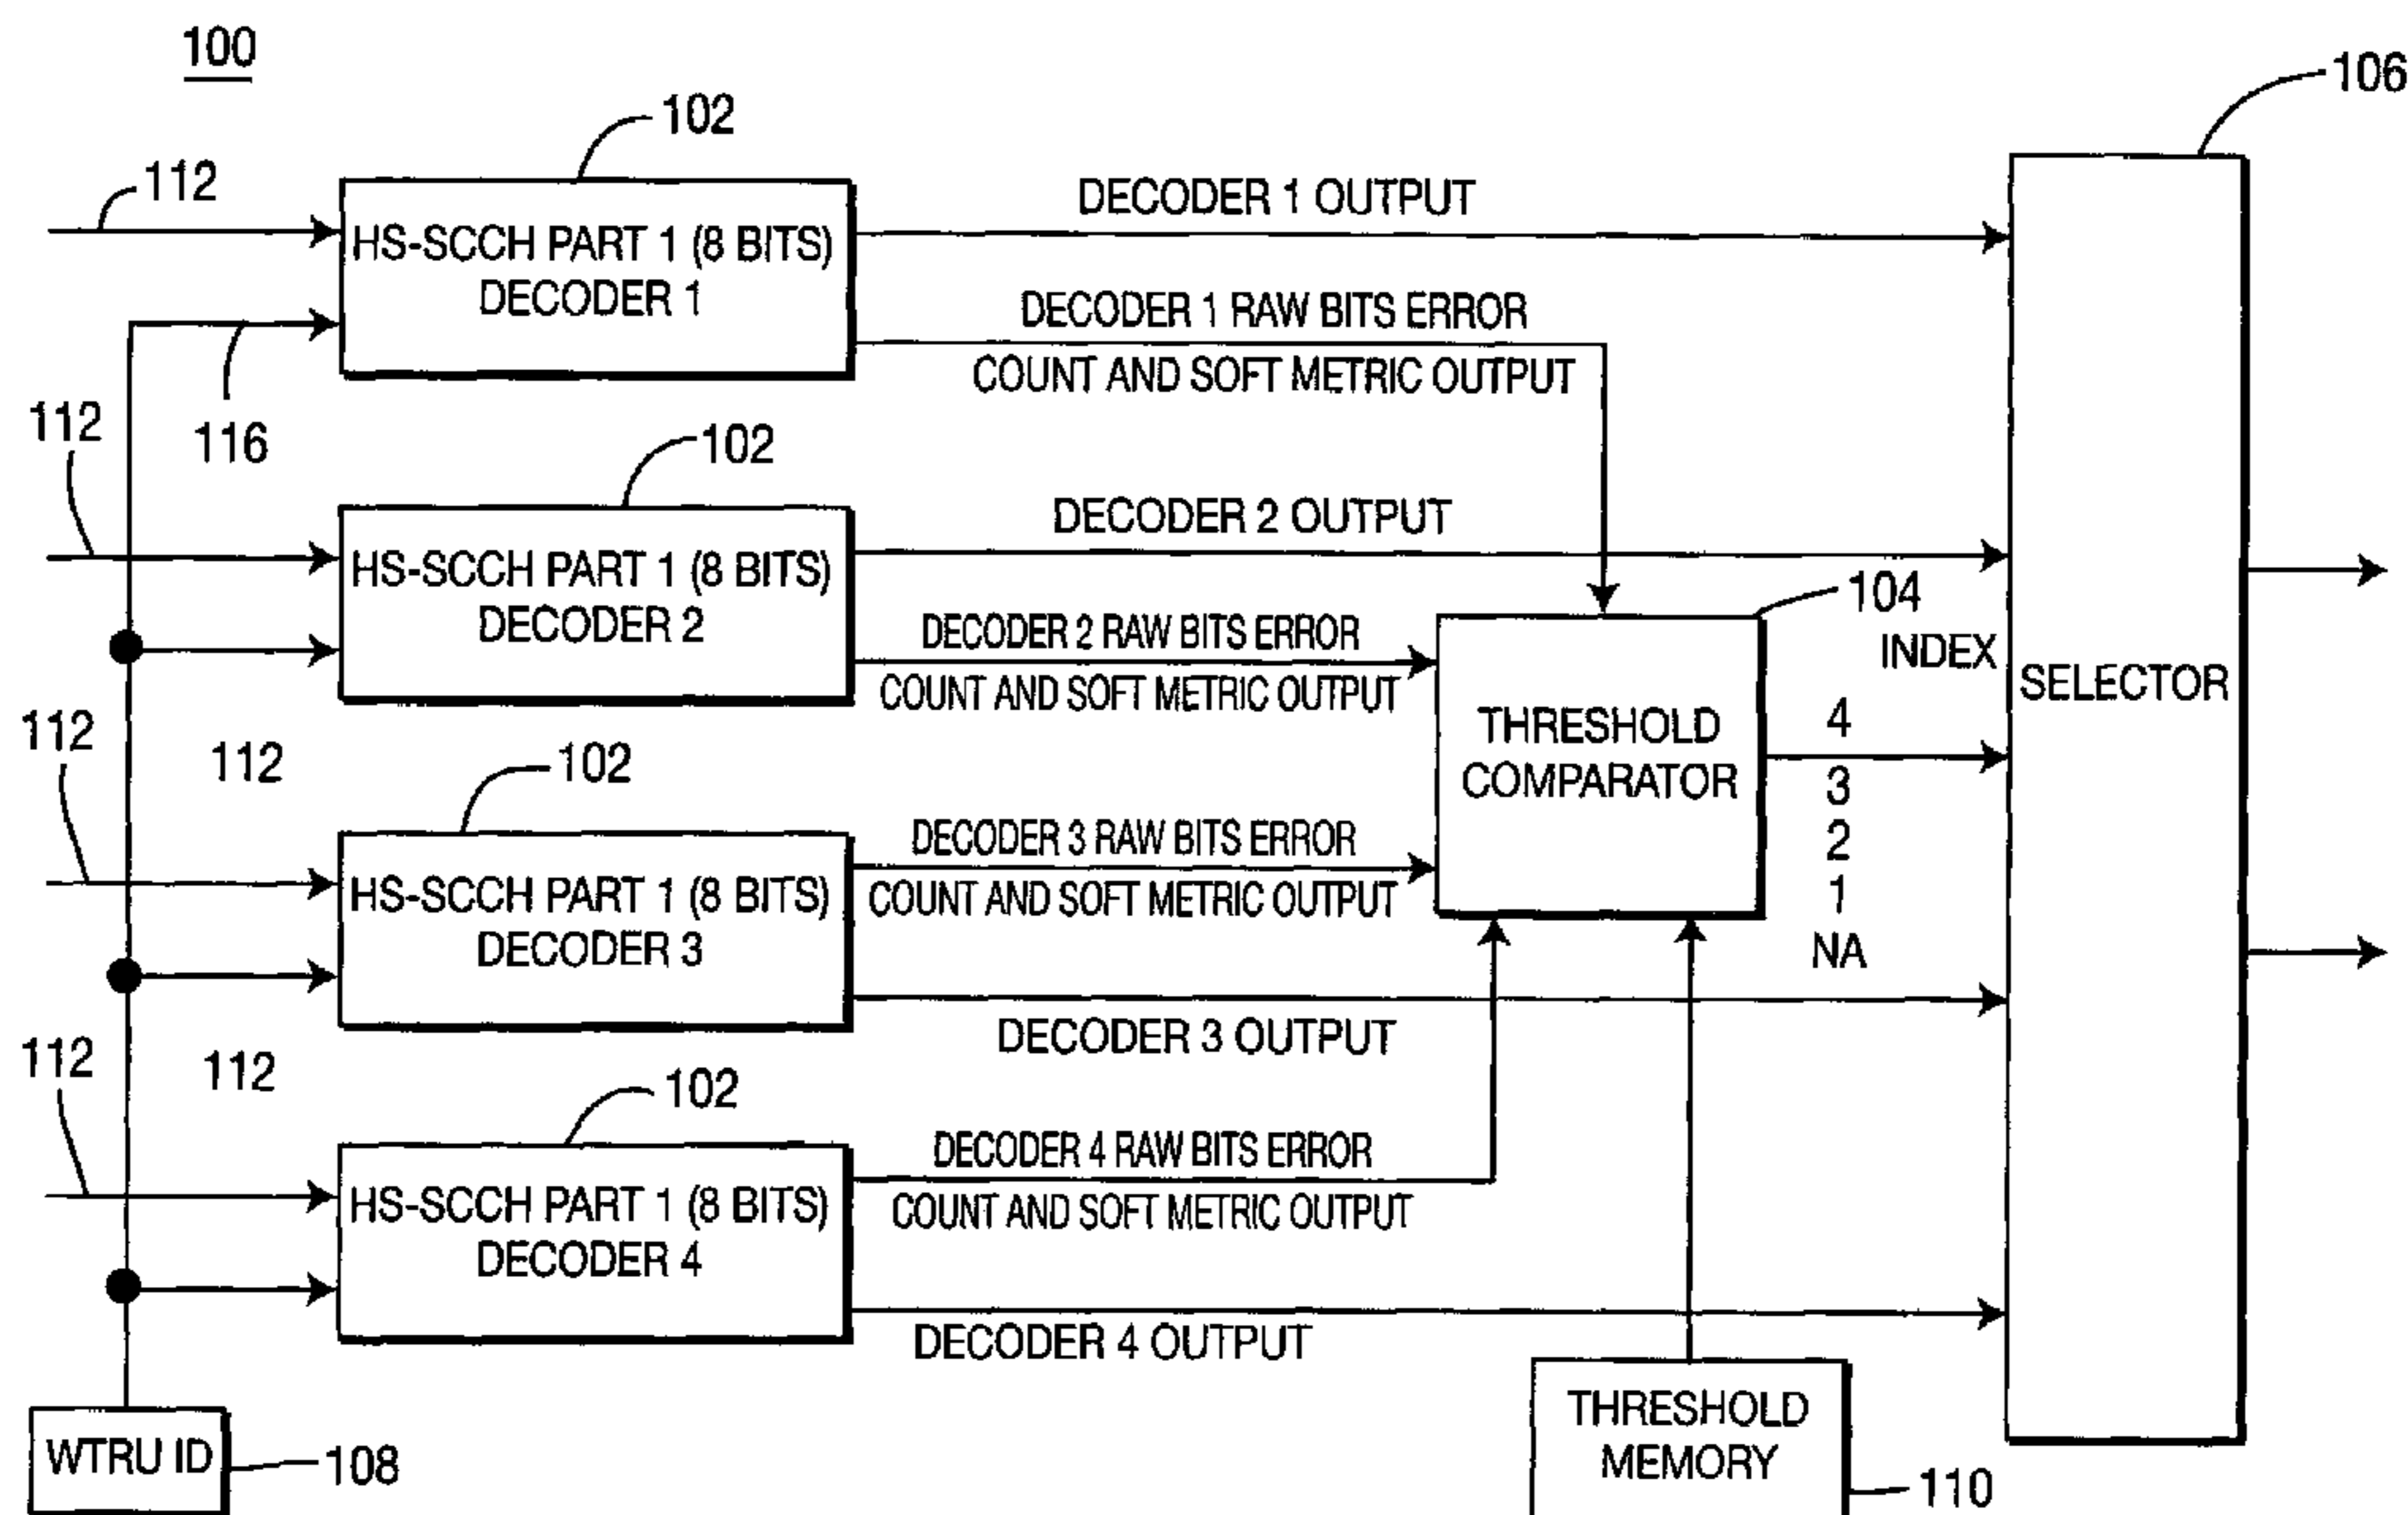 100
106
102
112
HS-SCCH PART 1 (8 BITS)
DECODER 1
DECODER 1 OUTPUT
DECODER 1 RAW BITS ERROR
COUNT AND SOFT METRIC OUTPUT
116
112
102
HS-SCCH PART 1 (8 BITS)
DECODER 2
DECODER 2 OUTPUT
DECODER 2 RAW BITS ERROR
COUNT AND SOFT METRIC OUTPUT
104
INDEX
SELECTOR
THRESHOLD
COMPARATOR
4
3
2
1
NA
112
112
102
HS-SCCH PART 1 (8 BITS)
DECODER 3
DECODER 3 RAW BITS ERROR
COUNT AND SOFT METRIC OUTPUT
DECODER 3 OUTPUT
112
112
102
HS-SCCH PART 1 (8 BITS)
DECODER 4
DECODER 4 RAW BITS ERROR
COUNT AND SOFT METRIC OUTPUT
DECODER 4 OUTPUT
WTRU ID
108
THRESHOLD
MEMORY
110